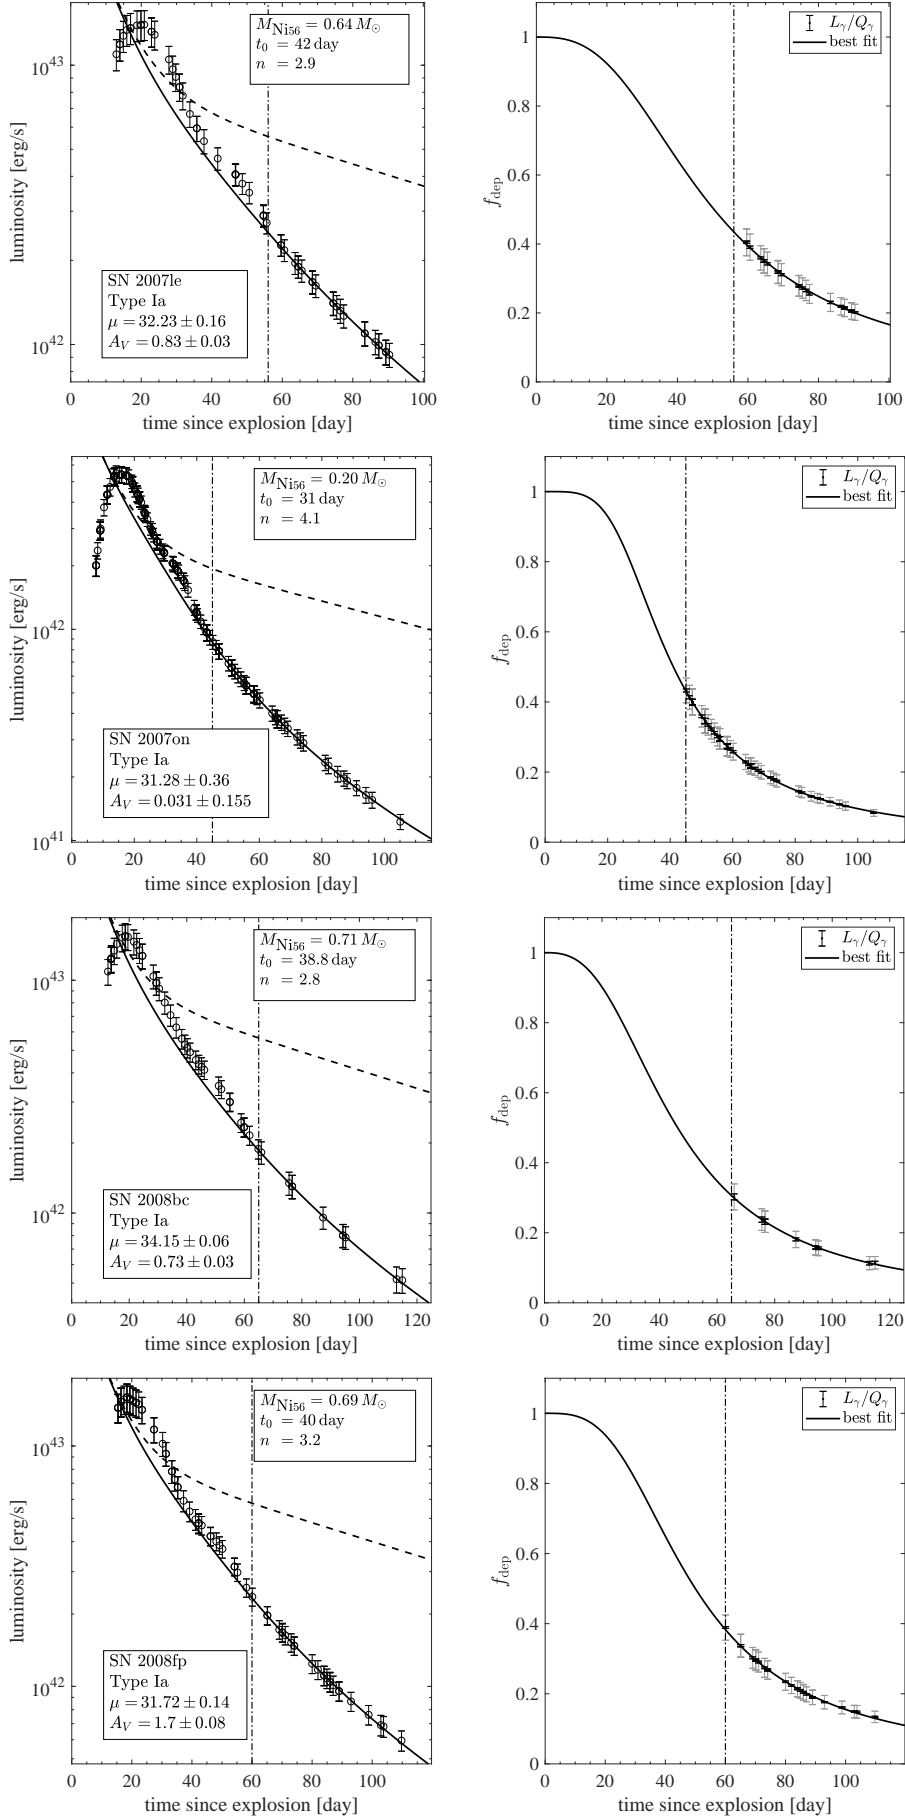 M_Ni56 = 0.64 M_⊙
t_0 = 42 day
n = 2.9
10^43
10^42
luminosity [erg/s]
SN 2007le
Type Ia
μ = 32.23 ± 0.16
A_V = 0.83 ± 0.03
0 20 40 60 80 100
time since explosion [day]
L_γ/Q_γ
best fit
1
0.8
0.6
0.4
0.2
0
f_dep
0 20 40 60 80 100
time since explosion [day]
M_Ni56 = 0.20 M_⊙
t_0 = 31 day
n = 4.1
10^42
10^41
luminosity [erg/s]
SN 2007on
Type Ia
μ = 31.28 ± 0.36
A_V = 0.031 ± 0.155
0 20 40 60 80 100
time since explosion [day]
L_γ/Q_γ
best fit
1
0.8
0.6
0.4
0.2
0
f_dep
0 20 40 60 80 100
time since explosion [day]
M_Ni56 = 0.71 M_⊙
t_0 = 38.8 day
n = 2.8
10^43
10^42
luminosity [erg/s]
SN 2008bc
Type Ia
μ = 34.15 ± 0.06
A_V = 0.73 ± 0.03
0 20 40 60 80 100 120
time since explosion [day]
L_γ/Q_γ
best fit
1
0.8
0.6
0.4
0.2
0
f_dep
0 20 40 60 80 100 120
time since explosion [day]
M_Ni56 = 0.69 M_⊙
t_0 = 40 day
n = 3.2
10^43
10^42
luminosity [erg/s]
SN 2008fp
Type Ia
μ = 31.72 ± 0.14
A_V = 1.7 ± 0.08
0 20 40 60 80 100
time since explosion [day]
L_γ/Q_γ
best fit
1
0.8
0.6
0.4
0.2
0
f_dep
0 20 40 60 80 100
time since explosion [day]